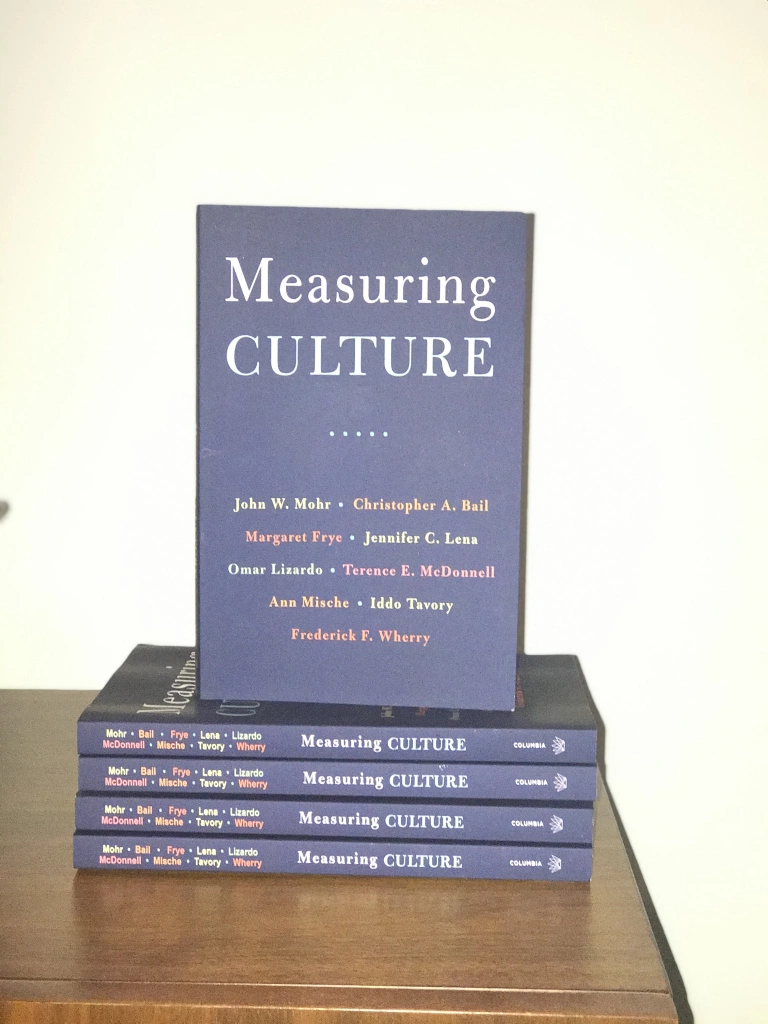 Measuring
CULTURE
John W. Mohr • Christopher A. Bail
Margaret Frye • Jennifer C. Lena
Omar Lizardo • Terence E. McDonnell
Ann Mische • Iddo Tavory
Frederick F. Wherry
Measuring
CU
Mohr • Bail • Frye • Lena • Lizardo
McDonnell • Mische • Tavory • Wherry
Measuring CULTURE
COLUMBIA
Mohr • Bail • Frye • Lena • Lizardo
McDonnell • Mische • Tavory • Wherry
Measuring CULTURE
COLUMBIA
Mohr • Bail • Frye • Lena • Lizardo
McDonnell • Mische • Tavory • Wherry
Measuring CULTURE
COLUMBIA
Mohr • Bail • Frye • Lena • Lizardo
McDonnell • Mische • Tavory • Wherry
Measuring CULTURE
COLUMBIA